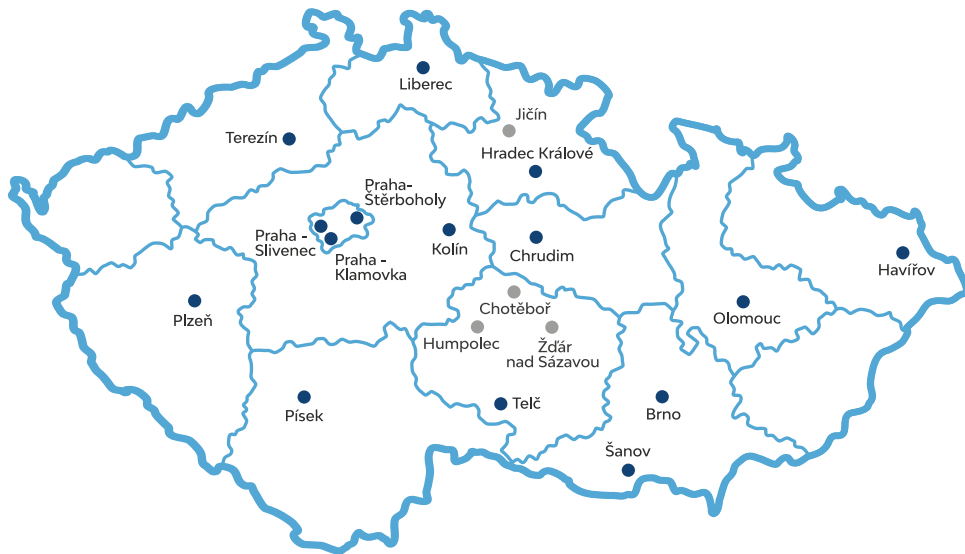 Liberec
Jičín
Terezín
Hradec Králové
Praha-
Štěrboholy
Praha -
Slivenec
Praha -
Klamovka
Kolín
Chrudim
Havířov
Plzeň
Chotěboř
Olomouc
Humpolec
Žďár
nad Sázavou
Písek
Telč
Brno
Šanov